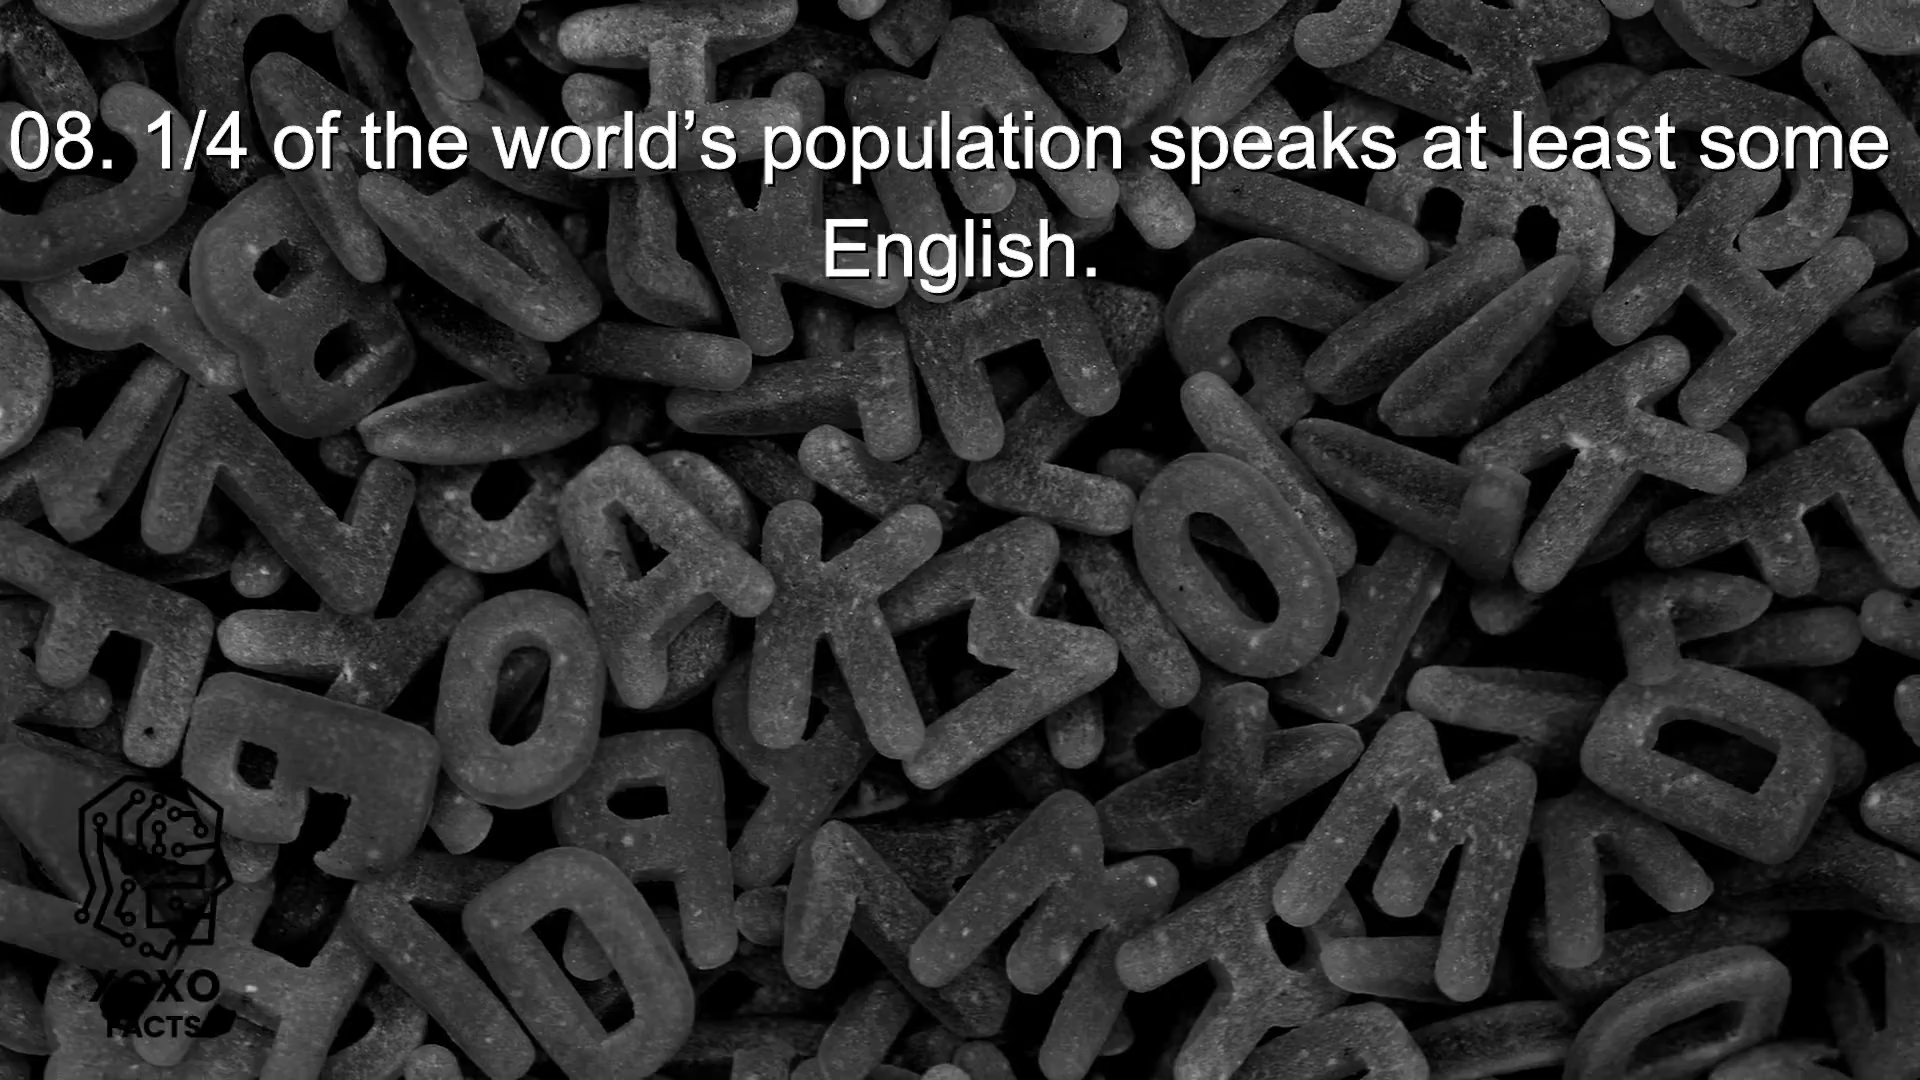 08. 1/4 of the world’s population speaks at least some
English.
XOXO
FACTS